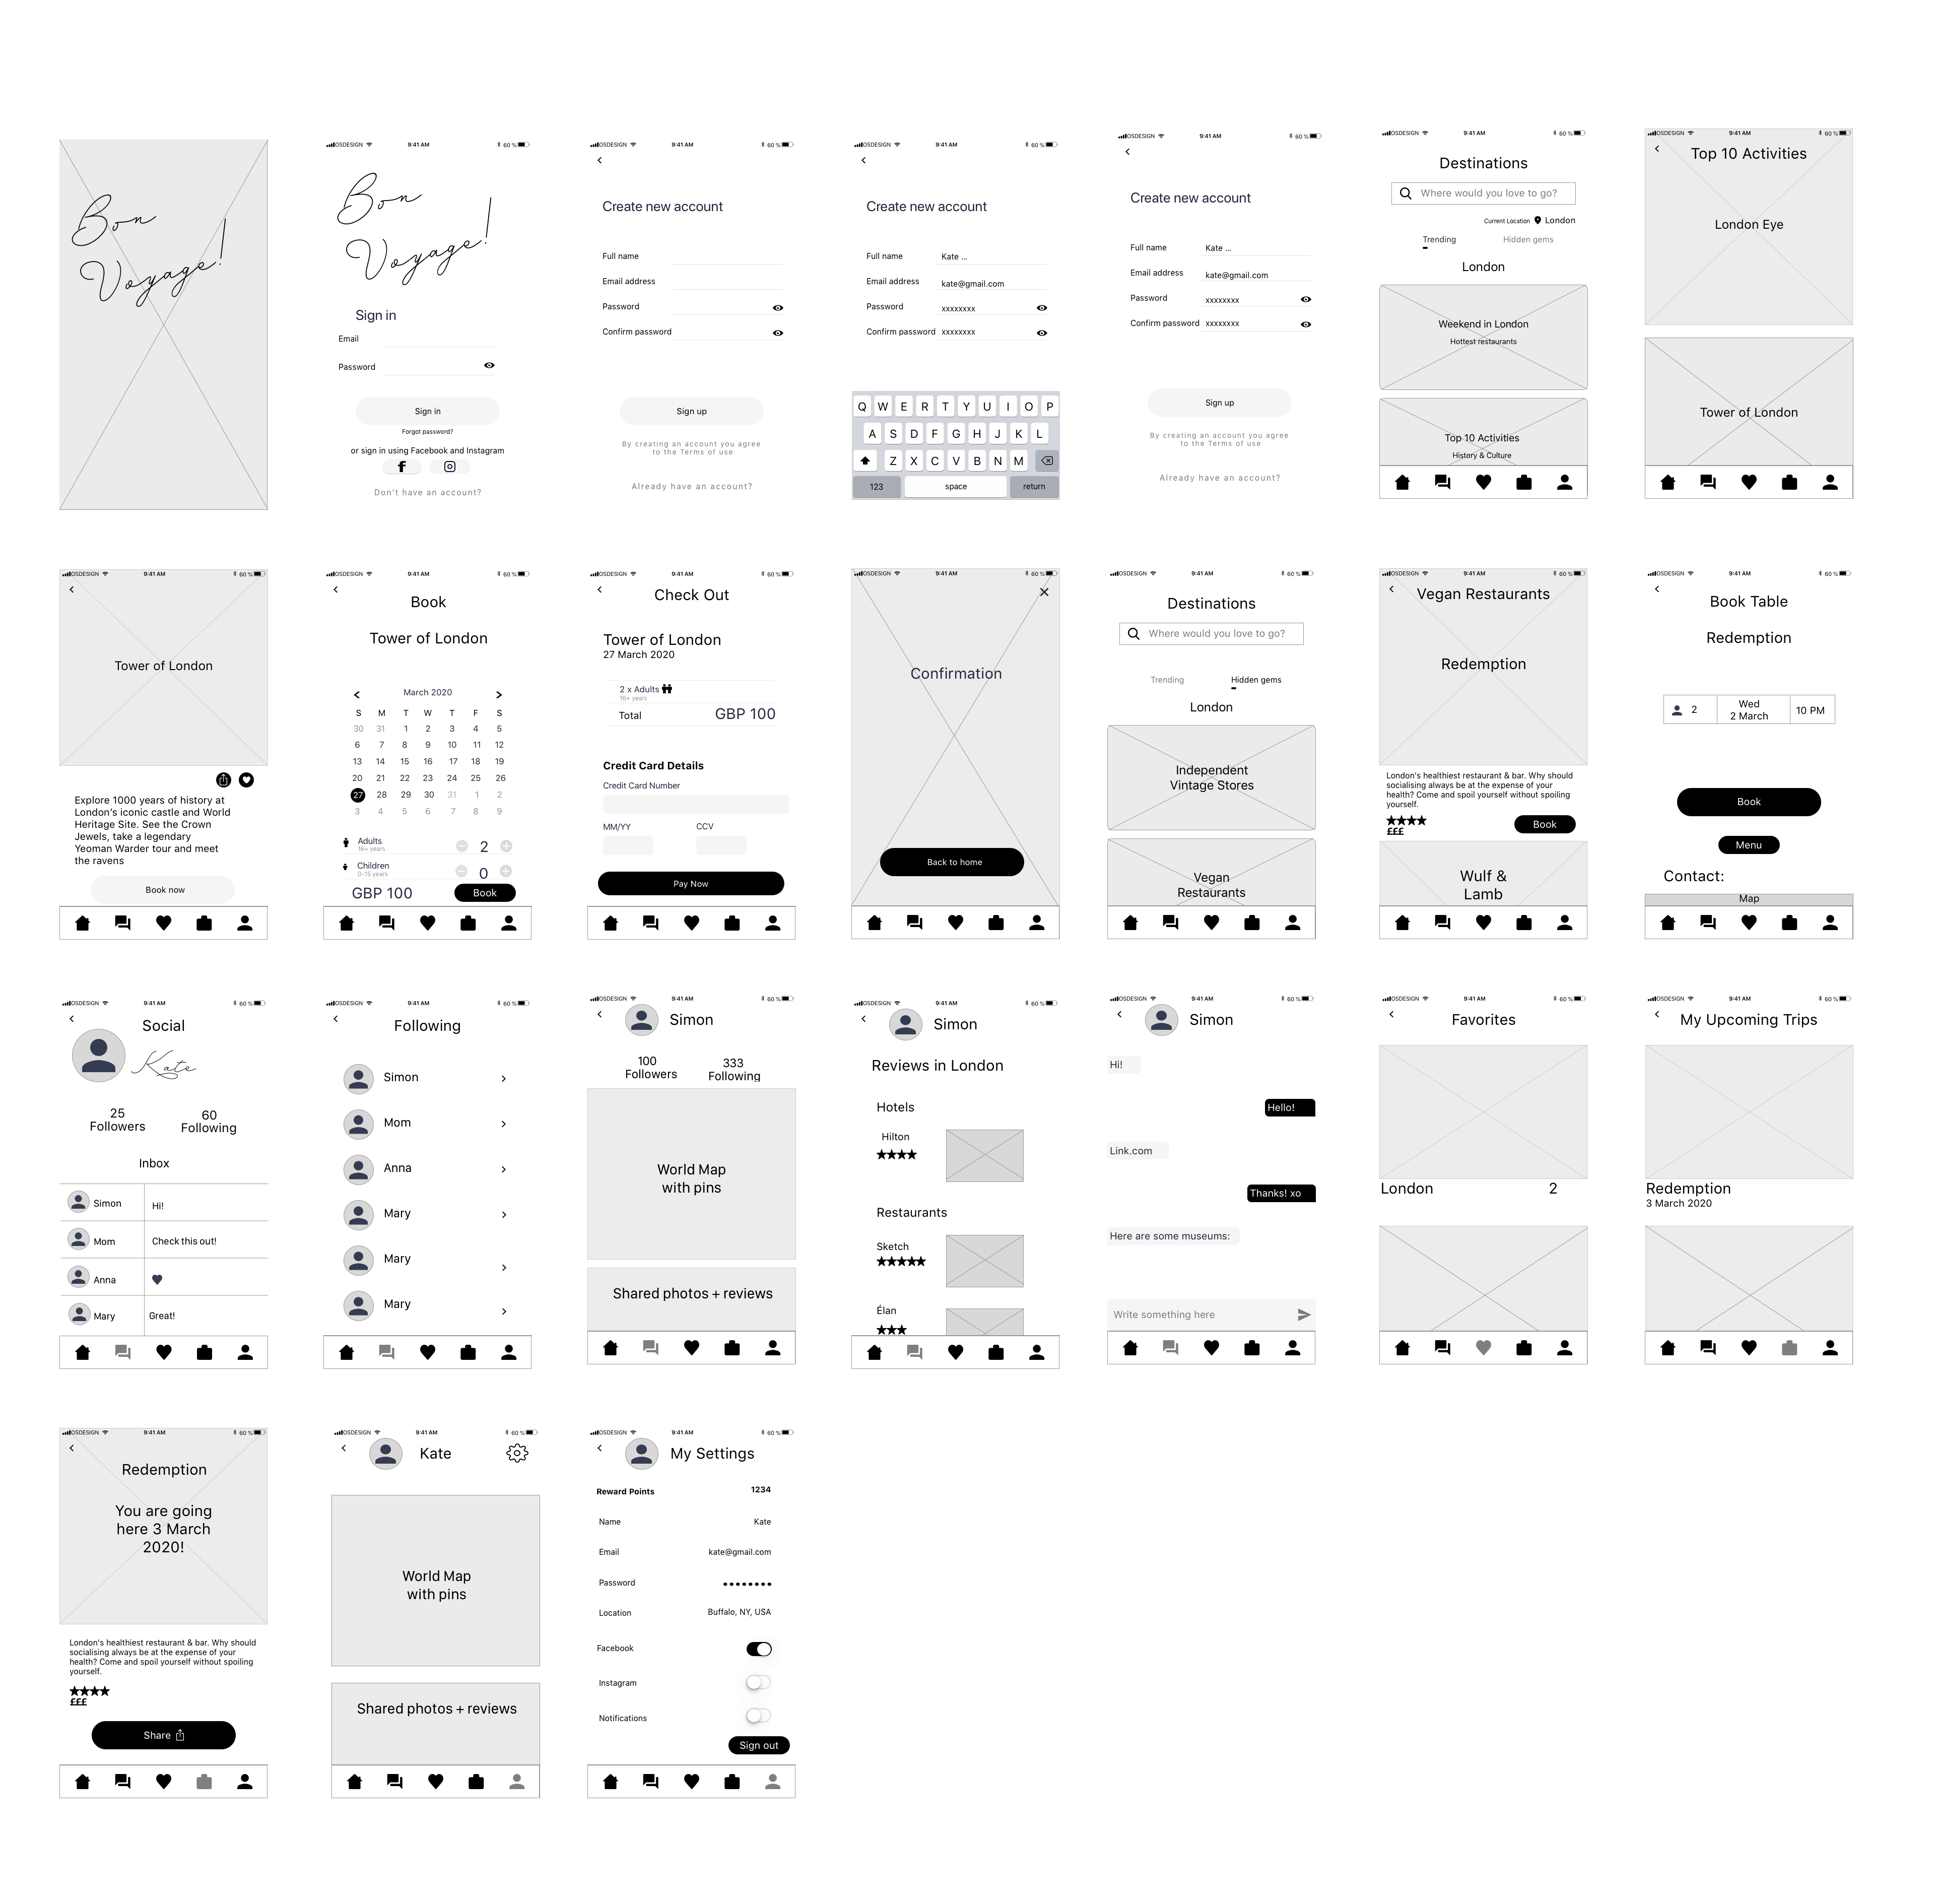 Bon
Voyage!
OSDESIGN 9:41 AM 60 %
Bon
Voyage!
Sign in
Email
Password
Sign in
Forgot password?
or sign in using Facebook and Instagram
Don't have an account?
OSDESIGN 9:41 AM 60 %
Create new account
Full name
Email address
Password
Confirm password
Sign up
By creating an account you agree
to the Terms of use
Already have an account?
OSDESIGN 9:41 AM 60 %
Create new account
Full name Kate ...
Email address kate@gmail.com
Password xxxxxxxx
Confirm password xxxxxxxx
Q W E R T Y U I O P
A S D F G H J K L
Z X C V B N M
123 space return
OSDESIGN 9:41 AM 60 %
Create new account
Full name Kate ...
Email address kate@gmail.com
Password xxxxxxxx
Confirm password xxxxxxxx
Sign up
By creating an account you agree
to the Terms of use
Already have an account?
OSDESIGN 9:41 AM 60 %
Destinations
Where would you love to go?
Current Location London
Trending Hidden gems
London
Weekend in London
Hottest restaurants
Top 10 Activities
History & Culture
OSDESIGN 9:41 AM 60 %
Top 10 Activities
London Eye
Tower of London
OSDESIGN 9:41 AM 60 %
Tower of London
Explore 1000 years of history at
London's iconic castle and World
Heritage Site. See the Crown
Jewels, take a legendary
Yeoman Warder tour and meet
the ravens
Book now
OSDESIGN 9:41 AM 60 %
Book
Tower of London
March 2020
S M T W T F S
30 31 1 2 3 4 5
6 7 8 9 10 11 12
13 14 15 16 17 18 19
20 21 22 23 24 25 26
27 28 29 30 31 1 2
3 4 5 6 7 8 9
Adults 2
16+ years
Children 0
0-15 years
GBP 100 Book
OSDESIGN 9:41 AM 60 %
Check Out
Tower of London
27 March 2020
2 x Adults
16+ years
Total GBP 100
Credit Card Details
Credit Card Number
MM/YY CCV
Pay Now
OSDESIGN 9:41 AM 60 %
Confirmation
Back to home
OSDESIGN 9:41 AM 60 %
Destinations
Where would you love to go?
Trending Hidden gems
London
Independent
Vintage Stores
Vegan
Restaurants
OSDESIGN 9:41 AM 60 %
Vegan Restaurants
Redemption
London's healthiest restaurant & bar. Why should
socialising always be at the expense of your
health? Come and spoil yourself without spoiling
yourself.
£££
Book
Wulf &
Lamb
OSDESIGN 9:41 AM 60 %
Book Table
Redemption
2 Wed 10 PM
2 March
Book
Menu
Contact:
Map
OSDESIGN 9:41 AM 60 %
Social
Kate
25 60
Followers Following
Inbox
Simon Hi!
Mom Check this out!
Anna
Mary Great!
OSDESIGN 9:41 AM 60 %
Following
Simon
Mom
Anna
Mary
Mary
Mary
OSDESIGN 9:41 AM 60 %
Simon
100 333
Followers Following
World Map
with pins
Shared photos + reviews
OSDESIGN 9:41 AM 60 %
Simon
Reviews in London
Hotels
Hilton
Restaurants
Sketch
Élan
OSDESIGN 9:41 AM 60 %
Simon
Hi!
Hello!
Link.com
Thanks! xo
Here are some museums:
Write something here
OSDESIGN 9:41 AM 60 %
Favorites
London 2
OSDESIGN 9:41 AM 60 %
My Upcoming Trips
Redemption
3 March 2020
OSDESIGN 9:41 AM 60 %
Redemption
You are going
here 3 March
2020!
London's healthiest restaurant & bar. Why should
socialising always be at the expense of your
health? Come and spoil yourself without spoiling
yourself.
£££
Share
OSDESIGN 9:41 AM 60 %
Kate
World Map
with pins
Shared photos + reviews
OSDESIGN 9:41 AM 60 %
My Settings
Reward Points 1234
Name Kate
Email kate@gmail.com
Password
Location Buffalo, NY, USA
Facebook
Instagram
Notifications
Sign out